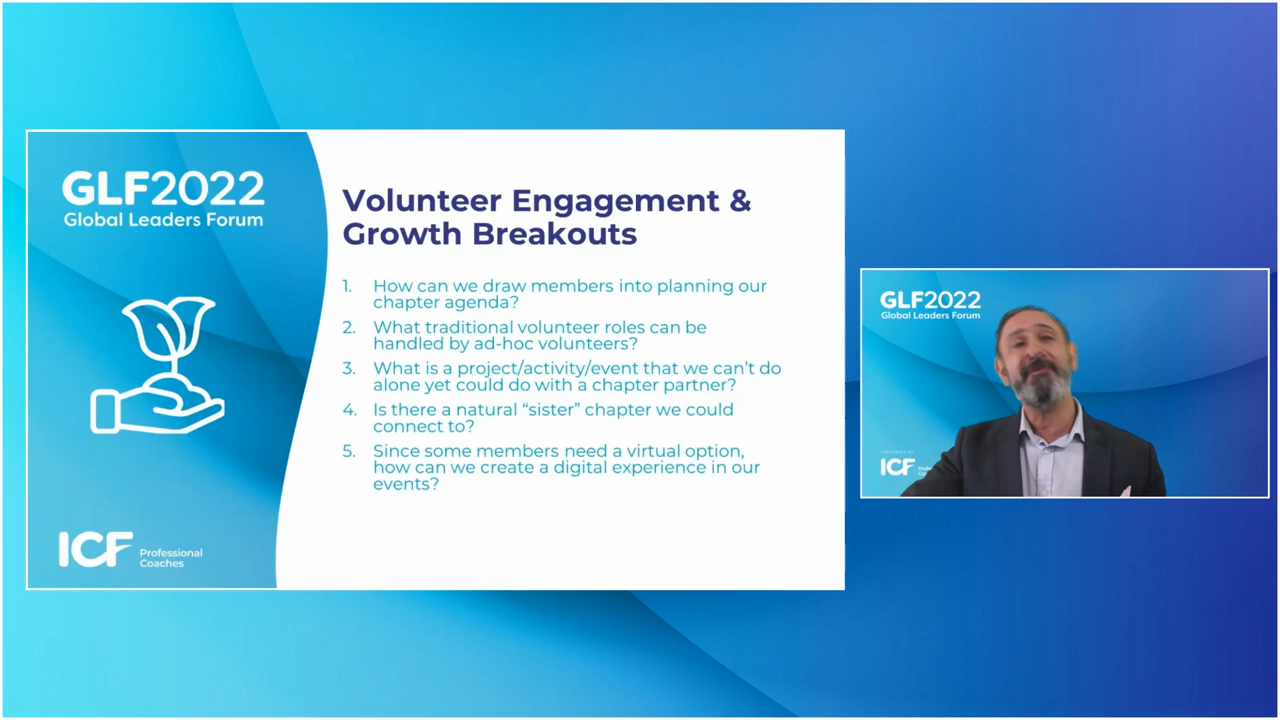 GLF2022
Global Leaders Forum
Volunteer Engagement &
Growth Breakouts
1. How can we draw members into planning our
chapter agenda?
2. What traditional volunteer roles can be
handled by ad-hoc volunteers?
3. What is a project/activity/event that we can’t do
alone yet could do with a chapter partner?
4. Is there a natural “sister” chapter we could
connect to?
5. Since some members need a virtual option,
how can we create a digital experience in our
events?
ICF Professional
Coaches
GLF2022
Global Leaders Forum
ICF